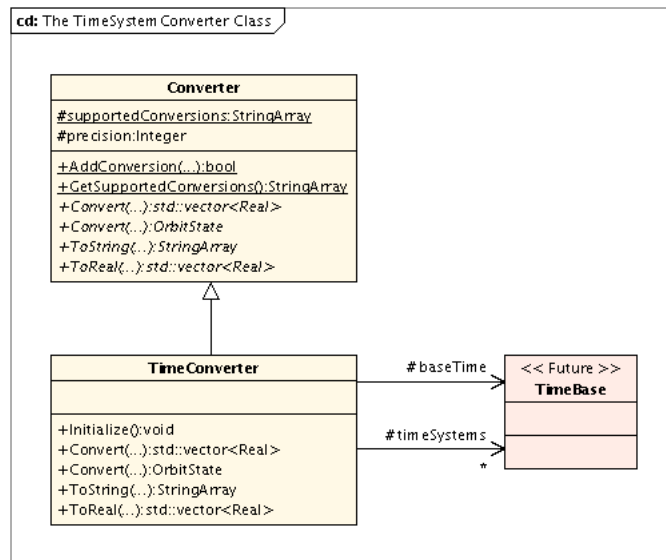 cd: The TimeSystem Converter Class
Converter
#supportedConversions:StringArray
#precision:Integer
+AddConversion(...):bool
+GetSupportedConversions():StringArray
+Convert(...):std::vector<Real>
+Convert(...):OrbitState
+ToString(...):StringArray
+ToReal(...):std::vector<Real>
TimeConverter
+Initialize():void
+Convert(...):std::vector<Real>
+Convert(...):OrbitState
+ToString(...):StringArray
+ToReal(...):std::vector<Real>
#baseTime
#timeSystems
*
<< Future >>
TimeBase